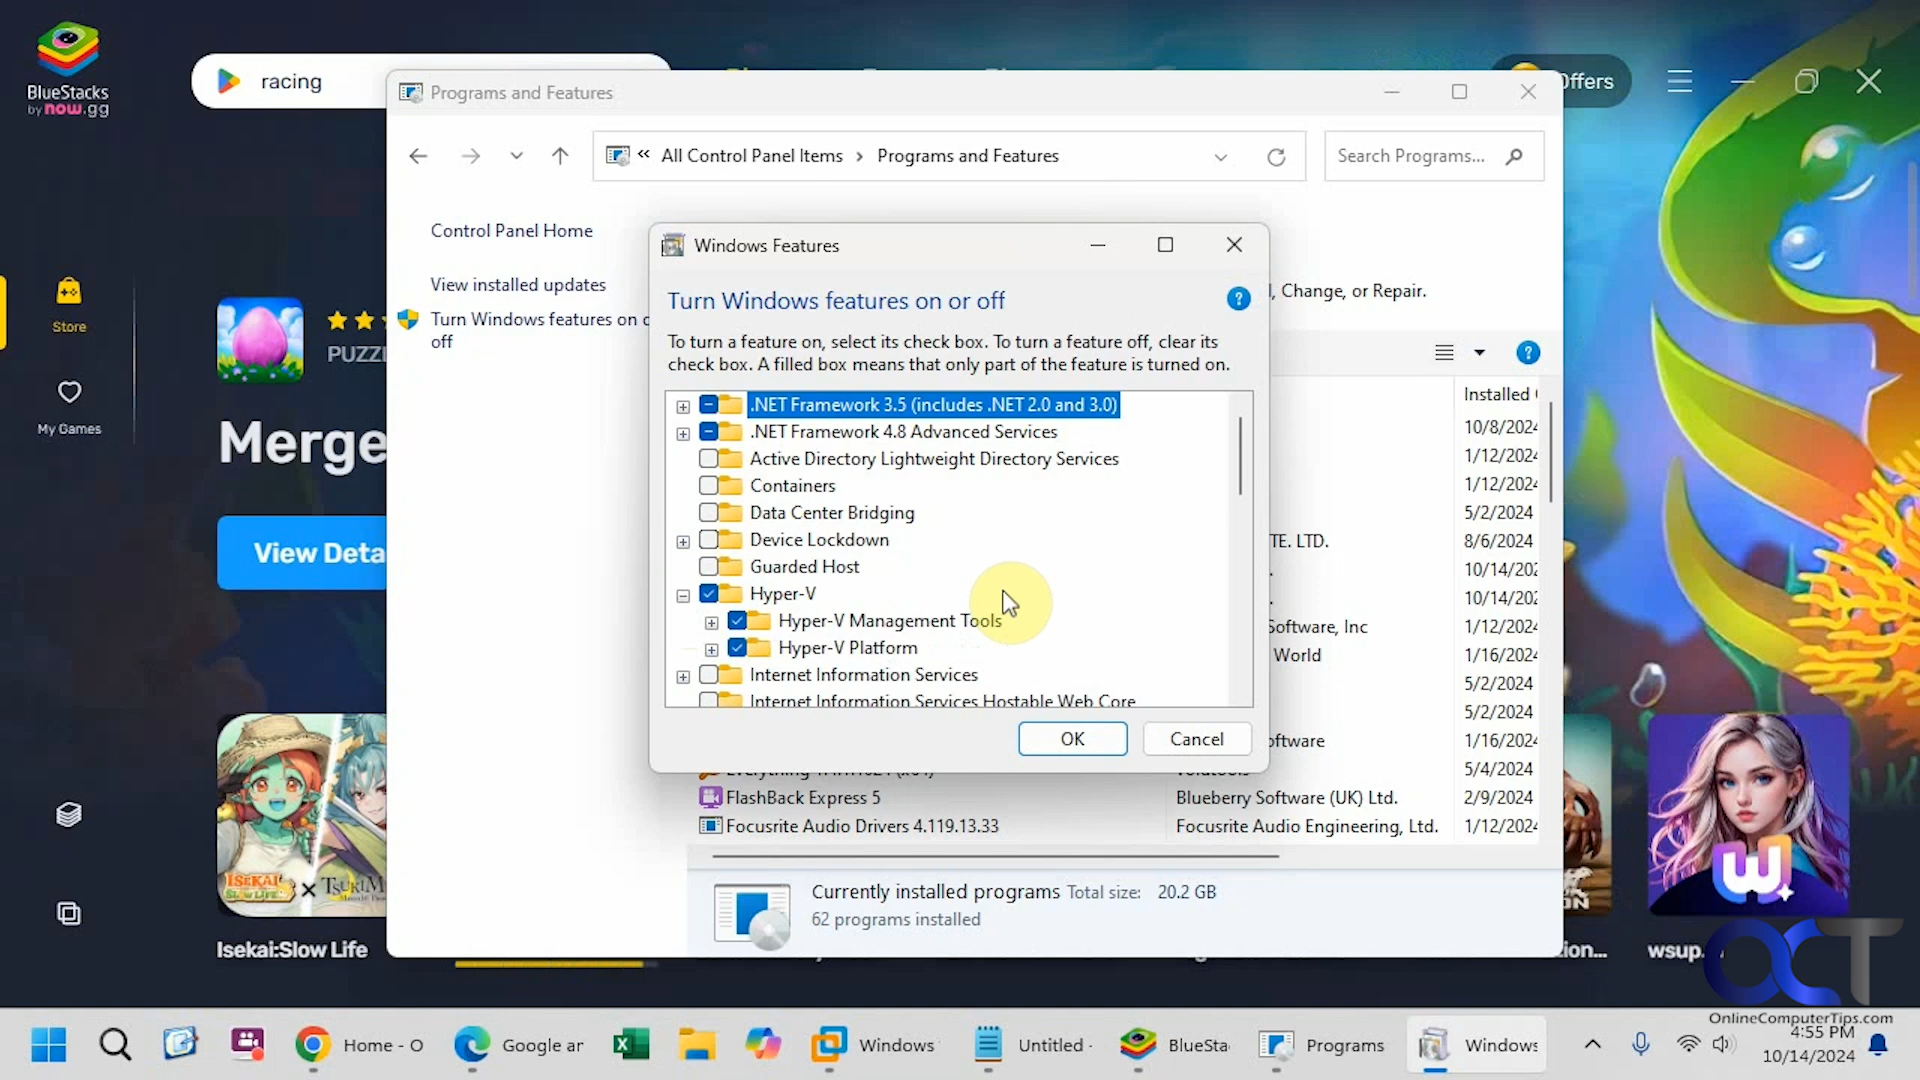 BlueStacks
by now.gg
racing
Offers
Store
My Games
PUZZL
Merge
View Deta
Isekai:Slow Life
ISEKAI
SLOW LIFE
×
TSUKIM
wsup.
Programs and Features
« All Control Panel Items > Programs and Features
Search Programs...
Control Panel Home
View installed updates
Turn Windows features on o
off
, Change, or Repair.
Installed
10/8/2024
1/12/2024
1/12/2024
5/2/2024
TE. LTD.
8/6/2024
10/14/202
10/14/202
Software, Inc
1/12/2024
World
1/16/2024
5/2/2024
5/2/2024
oftware
1/16/2024
5/4/2024
FlashBack Express 5
Blueberry Software (UK) Ltd.
2/9/2024
Focusrite Audio Drivers 4.119.13.33
Focusrite Audio Engineering, Ltd.
1/12/2024
Currently installed programs Total size: 20.2 GB
62 programs installed
Windows Features
Turn Windows features on or off
To turn a feature on, select its check box. To turn a feature off, clear its
check box. A filled box means that only part of the feature is turned on.
.NET Framework 3.5 (includes .NET 2.0 and 3.0)
.NET Framework 4.8 Advanced Services
Active Directory Lightweight Directory Services
Containers
Data Center Bridging
Device Lockdown
Guarded Host
Hyper-V
Hyper-V Management Tools
Hyper-V Platform
Internet Information Services
Internet Information Services Hostable Web Core
OK
Cancel
OCT
OnlineComputerTips.com
Home - O
Google ar
Windows
Untitled -
BlueSta
Programs
Windows
4:55 PM
10/14/2024